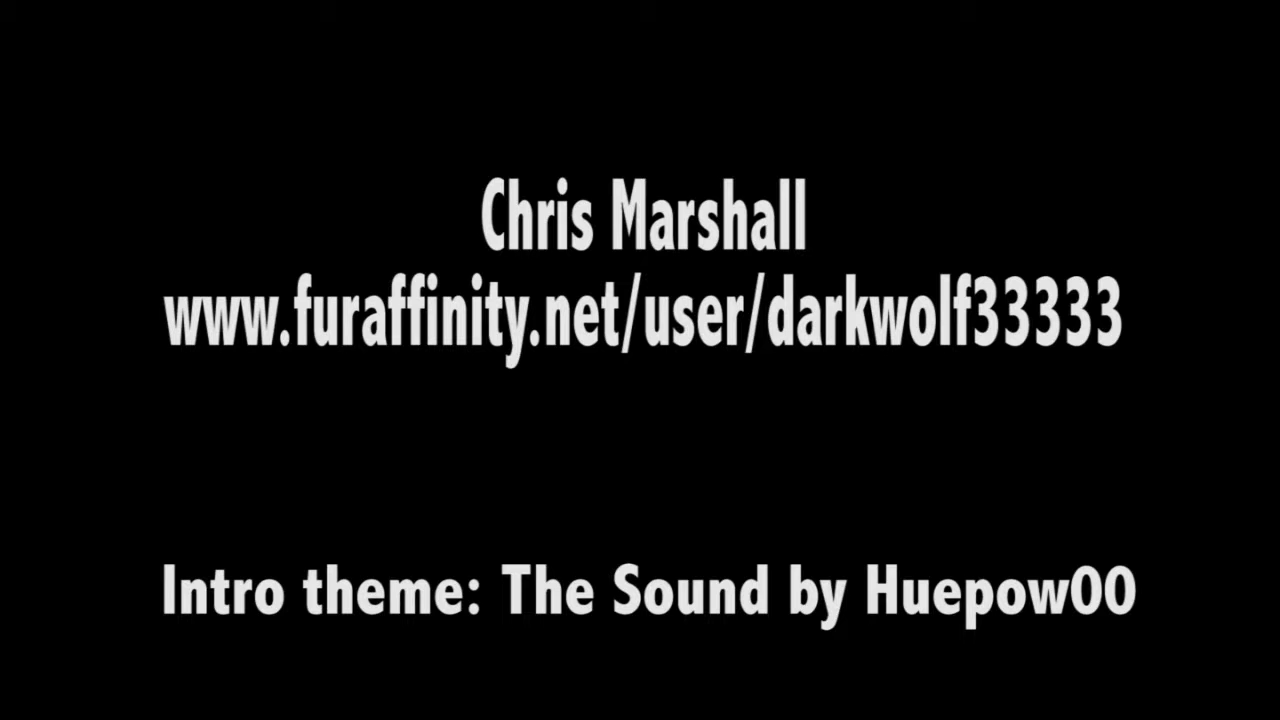 Chris Marshall
www.furaffinity.net/user/darkwolf33333
Intro theme: The Sound by Huepow00